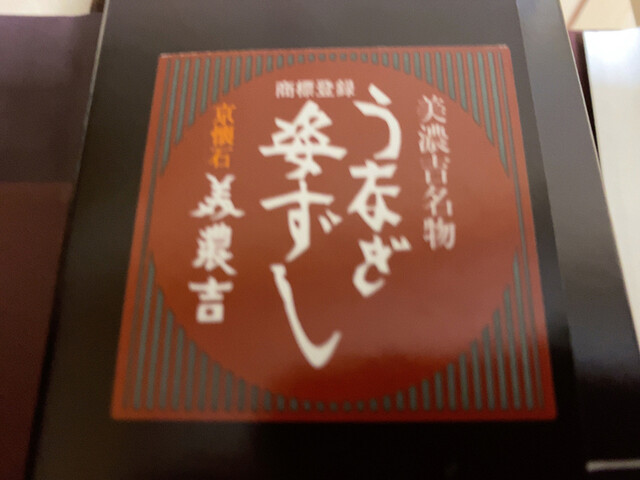 商標登録
美濃吉名物
うなぎ
姿ずし
京懐石
美濃吉